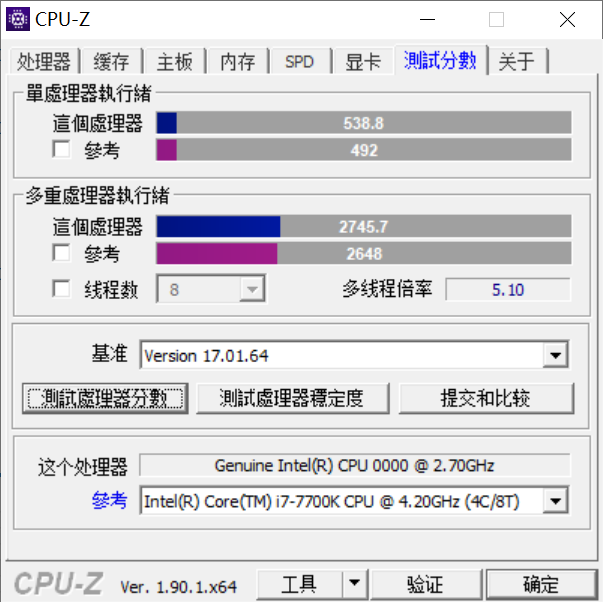 CPU-Z
处理器 缓存 主板 内存 SPD 显卡 測試分數 关于
單處理器執行緒
這個處理器 538.8
參考 492
多重處理器執行緒
這個處理器 2745.7
參考 2648
线程数 8 多线程倍率 5.10
基准 Version 17.01.64
測試處理器分數 測試處理器穩定度 提交和比较
这个处理器 Genuine Intel(R) CPU 0000 @ 2.70GHz
參考 Intel(R) Core(TM) i7-7700K CPU @ 4.20GHz (4C/8T)
CPU-Z Ver. 1.90.1.x64 工具 验证 确定